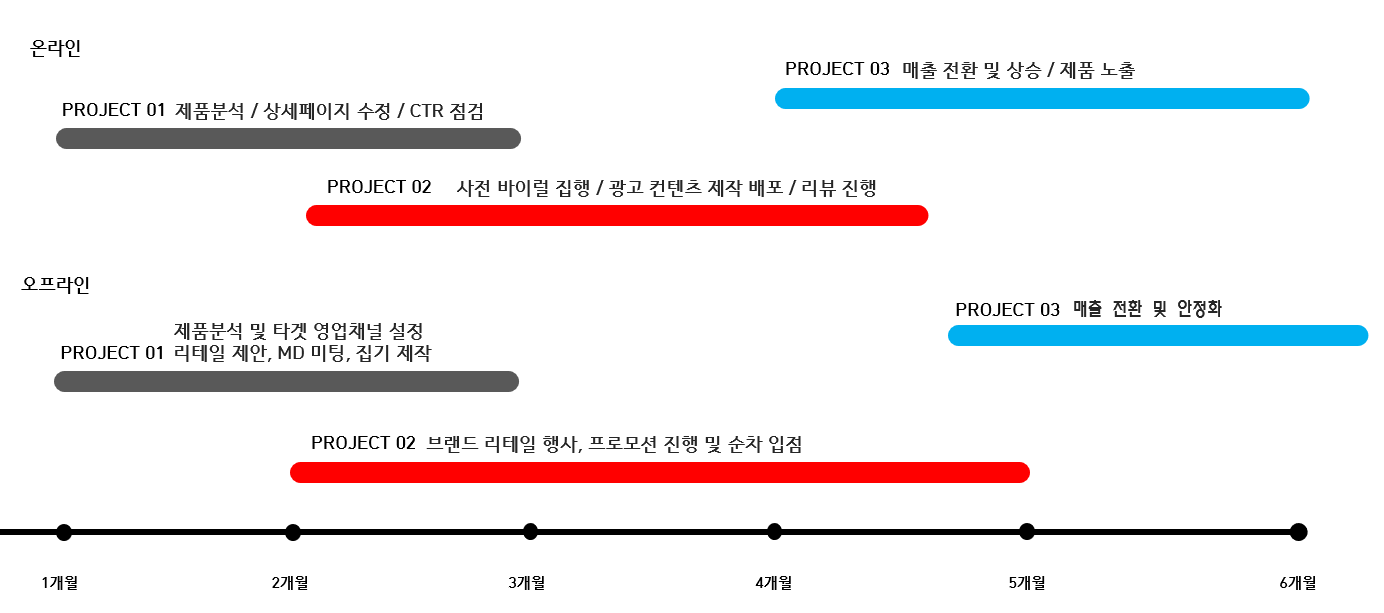 온라인
PROJECT 03 매출 전환 및 상승 / 제품 노출
PROJECT 01 제품분석 / 상세페이지 수정 / CTR 점검
PROJECT 02 사전 바이럴 집행 / 광고 컨텐츠 제작 배포 / 리뷰 진행
오프라인
PROJECT 03 매출 전환 및 안정화
제품분석 및 타겟 영업채널 설정
PROJECT 01 리테일 제안, MD 미팅, 집기 제작
PROJECT 02 브랜드 리테일 행사, 프로모션 진행 및 순차 입점
1개월 2개월 3개월 4개월 5개월 6개월